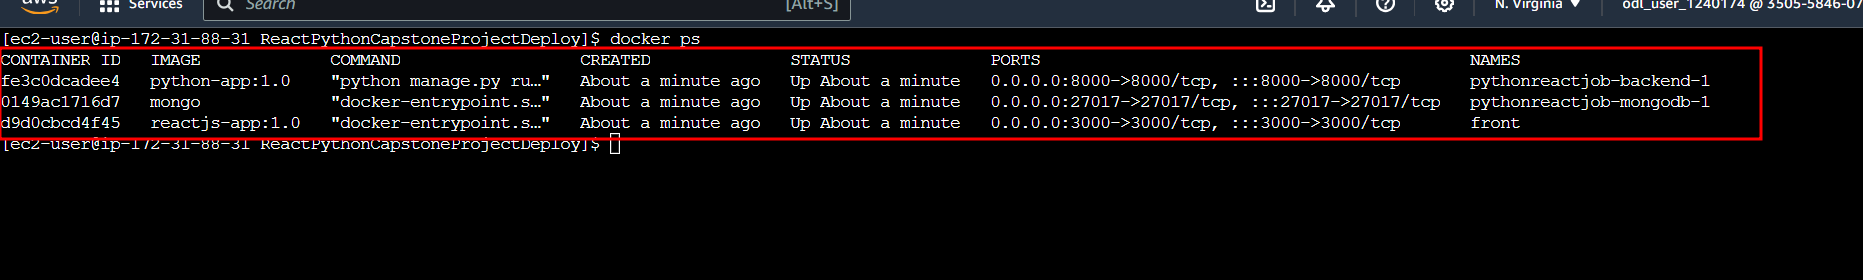 aws Services Search [Alt+S] N. Virginia odl_user_1240174 @ 3505-5846-07
[ec2-user@ip-172-31-88-31 ReactPythonCapstoneProjectDeploy]$ docker ps
CONTAINER ID IMAGE COMMAND CREATED STATUS PORTS NAMES
fe3c0dcadee4 python-app:1.0 "python manage.py ru…" About a minute ago Up About a minute 0.0.0.0:8000->8000/tcp, :::8000->8000/tcp pythonreactjob-backend-1
0149ac1716d7 mongo "docker-entrypoint.s…" About a minute ago Up About a minute 0.0.0.0:27017->27017/tcp, :::27017->27017/tcp pythonreactjob-mongodb-1
d9d0cbcd4f45 reactjs-app:1.0 "docker-entrypoint.s…" About a minute ago Up About a minute 0.0.0.0:3000->3000/tcp, :::3000->3000/tcp front
[ec2-user@ip-172-31-88-31 ReactPythonCapstoneProjectDeploy]$